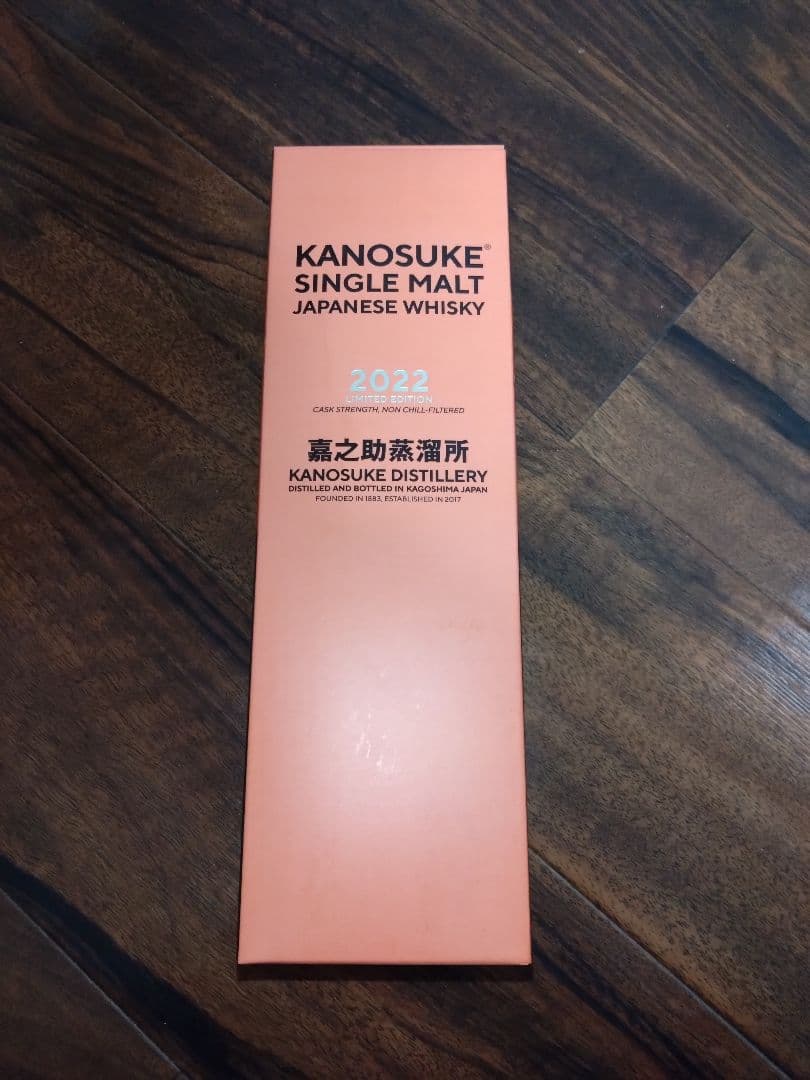 KANOSUKE®
SINGLE MALT
JAPANESE WHISKY
2022
LIMITED EDITION
CASK STRENGTH, NON CHILL-FILTERED
嘉之助蒸溜所
KANOSUKE DISTILLERY
DISTILLED AND BOTTLED IN KAGOSHIMA JAPAN
FOUNDED IN 1883, ESTABLISHED IN 2017